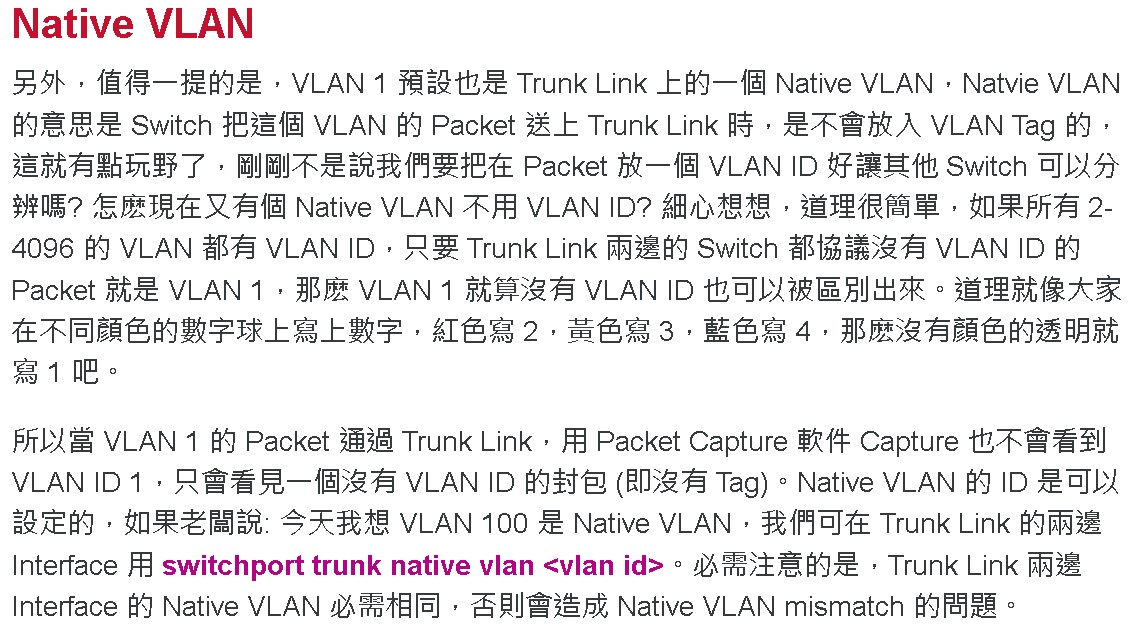 Native VLAN
另外，值得一提的是，VLAN 1 預設也是 Trunk Link 上的一個 Native VLAN，Natvie VLAN
的意思是 Switch 把這個 VLAN 的 Packet 送上 Trunk Link 時，是不會放入 VLAN Tag 的，
這就有點玩野了，剛剛不是說我們要把在 Packet 放一個 VLAN ID 好讓其他 Switch 可以分
辨嗎? 怎麽現在又有個 Native VLAN 不用 VLAN ID? 細心想想，道理很簡單，如果所有 2-
4096 的 VLAN 都有 VLAN ID，只要 Trunk Link 兩邊的 Switch 都協議沒有 VLAN ID 的
Packet 就是 VLAN 1，那麽 VLAN 1 就算沒有 VLAN ID 也可以被區別出來。道理就像大家
在不同顏色的數字球上寫上數字，紅色寫 2，黃色寫 3，藍色寫 4，那麽沒有顏色的透明就
寫 1 吧。
所以當 VLAN 1 的 Packet 通過 Trunk Link，用 Packet Capture 軟件 Capture 也不會看到
VLAN ID 1，只會看見一個沒有 VLAN ID 的封包 (即沒有 Tag)。Native VLAN 的 ID 是可以
設定的，如果老闆說: 今天我想 VLAN 100 是 Native VLAN，我們可在 Trunk Link 的兩邊
Interface 用 switchport trunk native vlan <vlan id>。必需注意的是，Trunk Link 兩邊
Interface 的 Native VLAN 必需相同，否則會造成 Native VLAN mismatch 的問題。